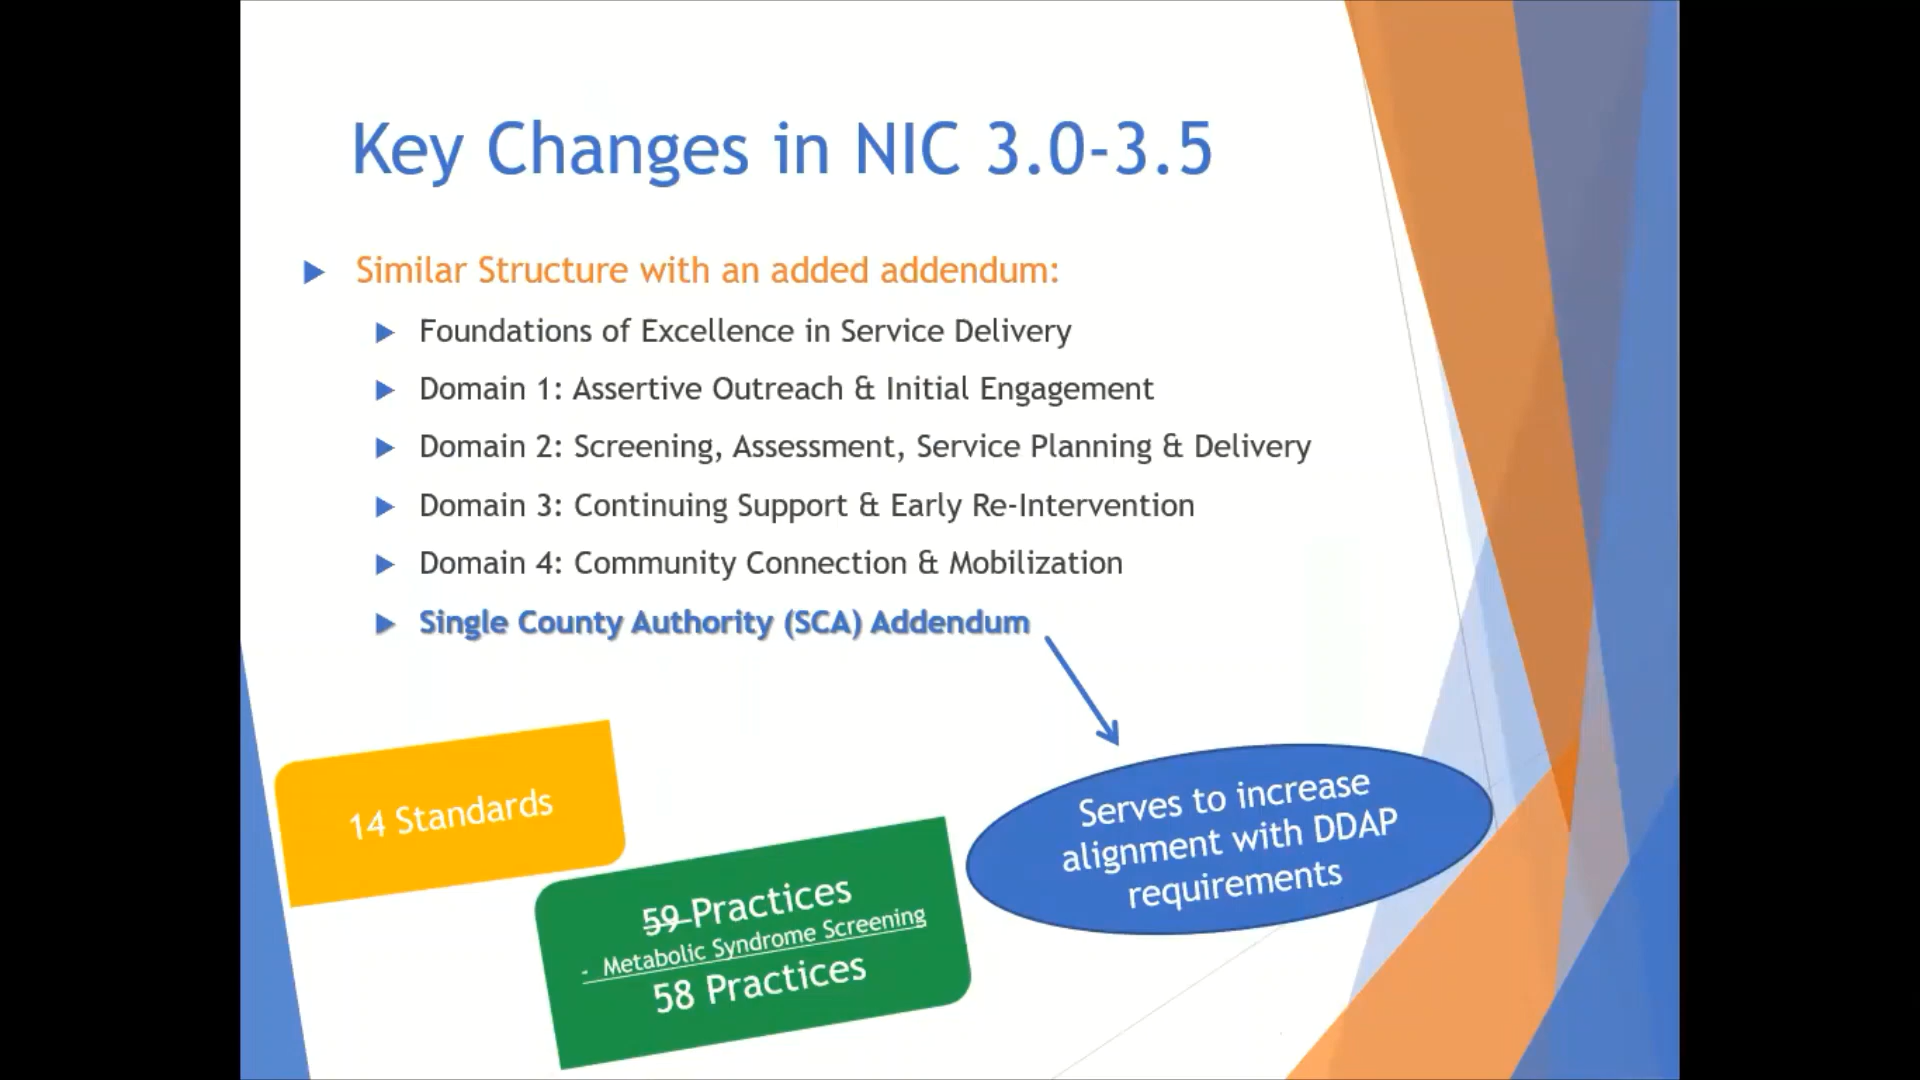 Key Changes in NIC 3.0-3.5
Similar Structure with an added addendum:
Foundations of Excellence in Service Delivery
Domain 1: Assertive Outreach & Initial Engagement
Domain 2: Screening, Assessment, Service Planning & Delivery
Domain 3: Continuing Support & Early Re-Intervention
Domain 4: Community Connection & Mobilization
Single County Authority (SCA) Addendum
14 Standards
59 Practices
- Metabolic Syndrome Screening
58 Practices
Serves to increase
alignment with DDAP
requirements